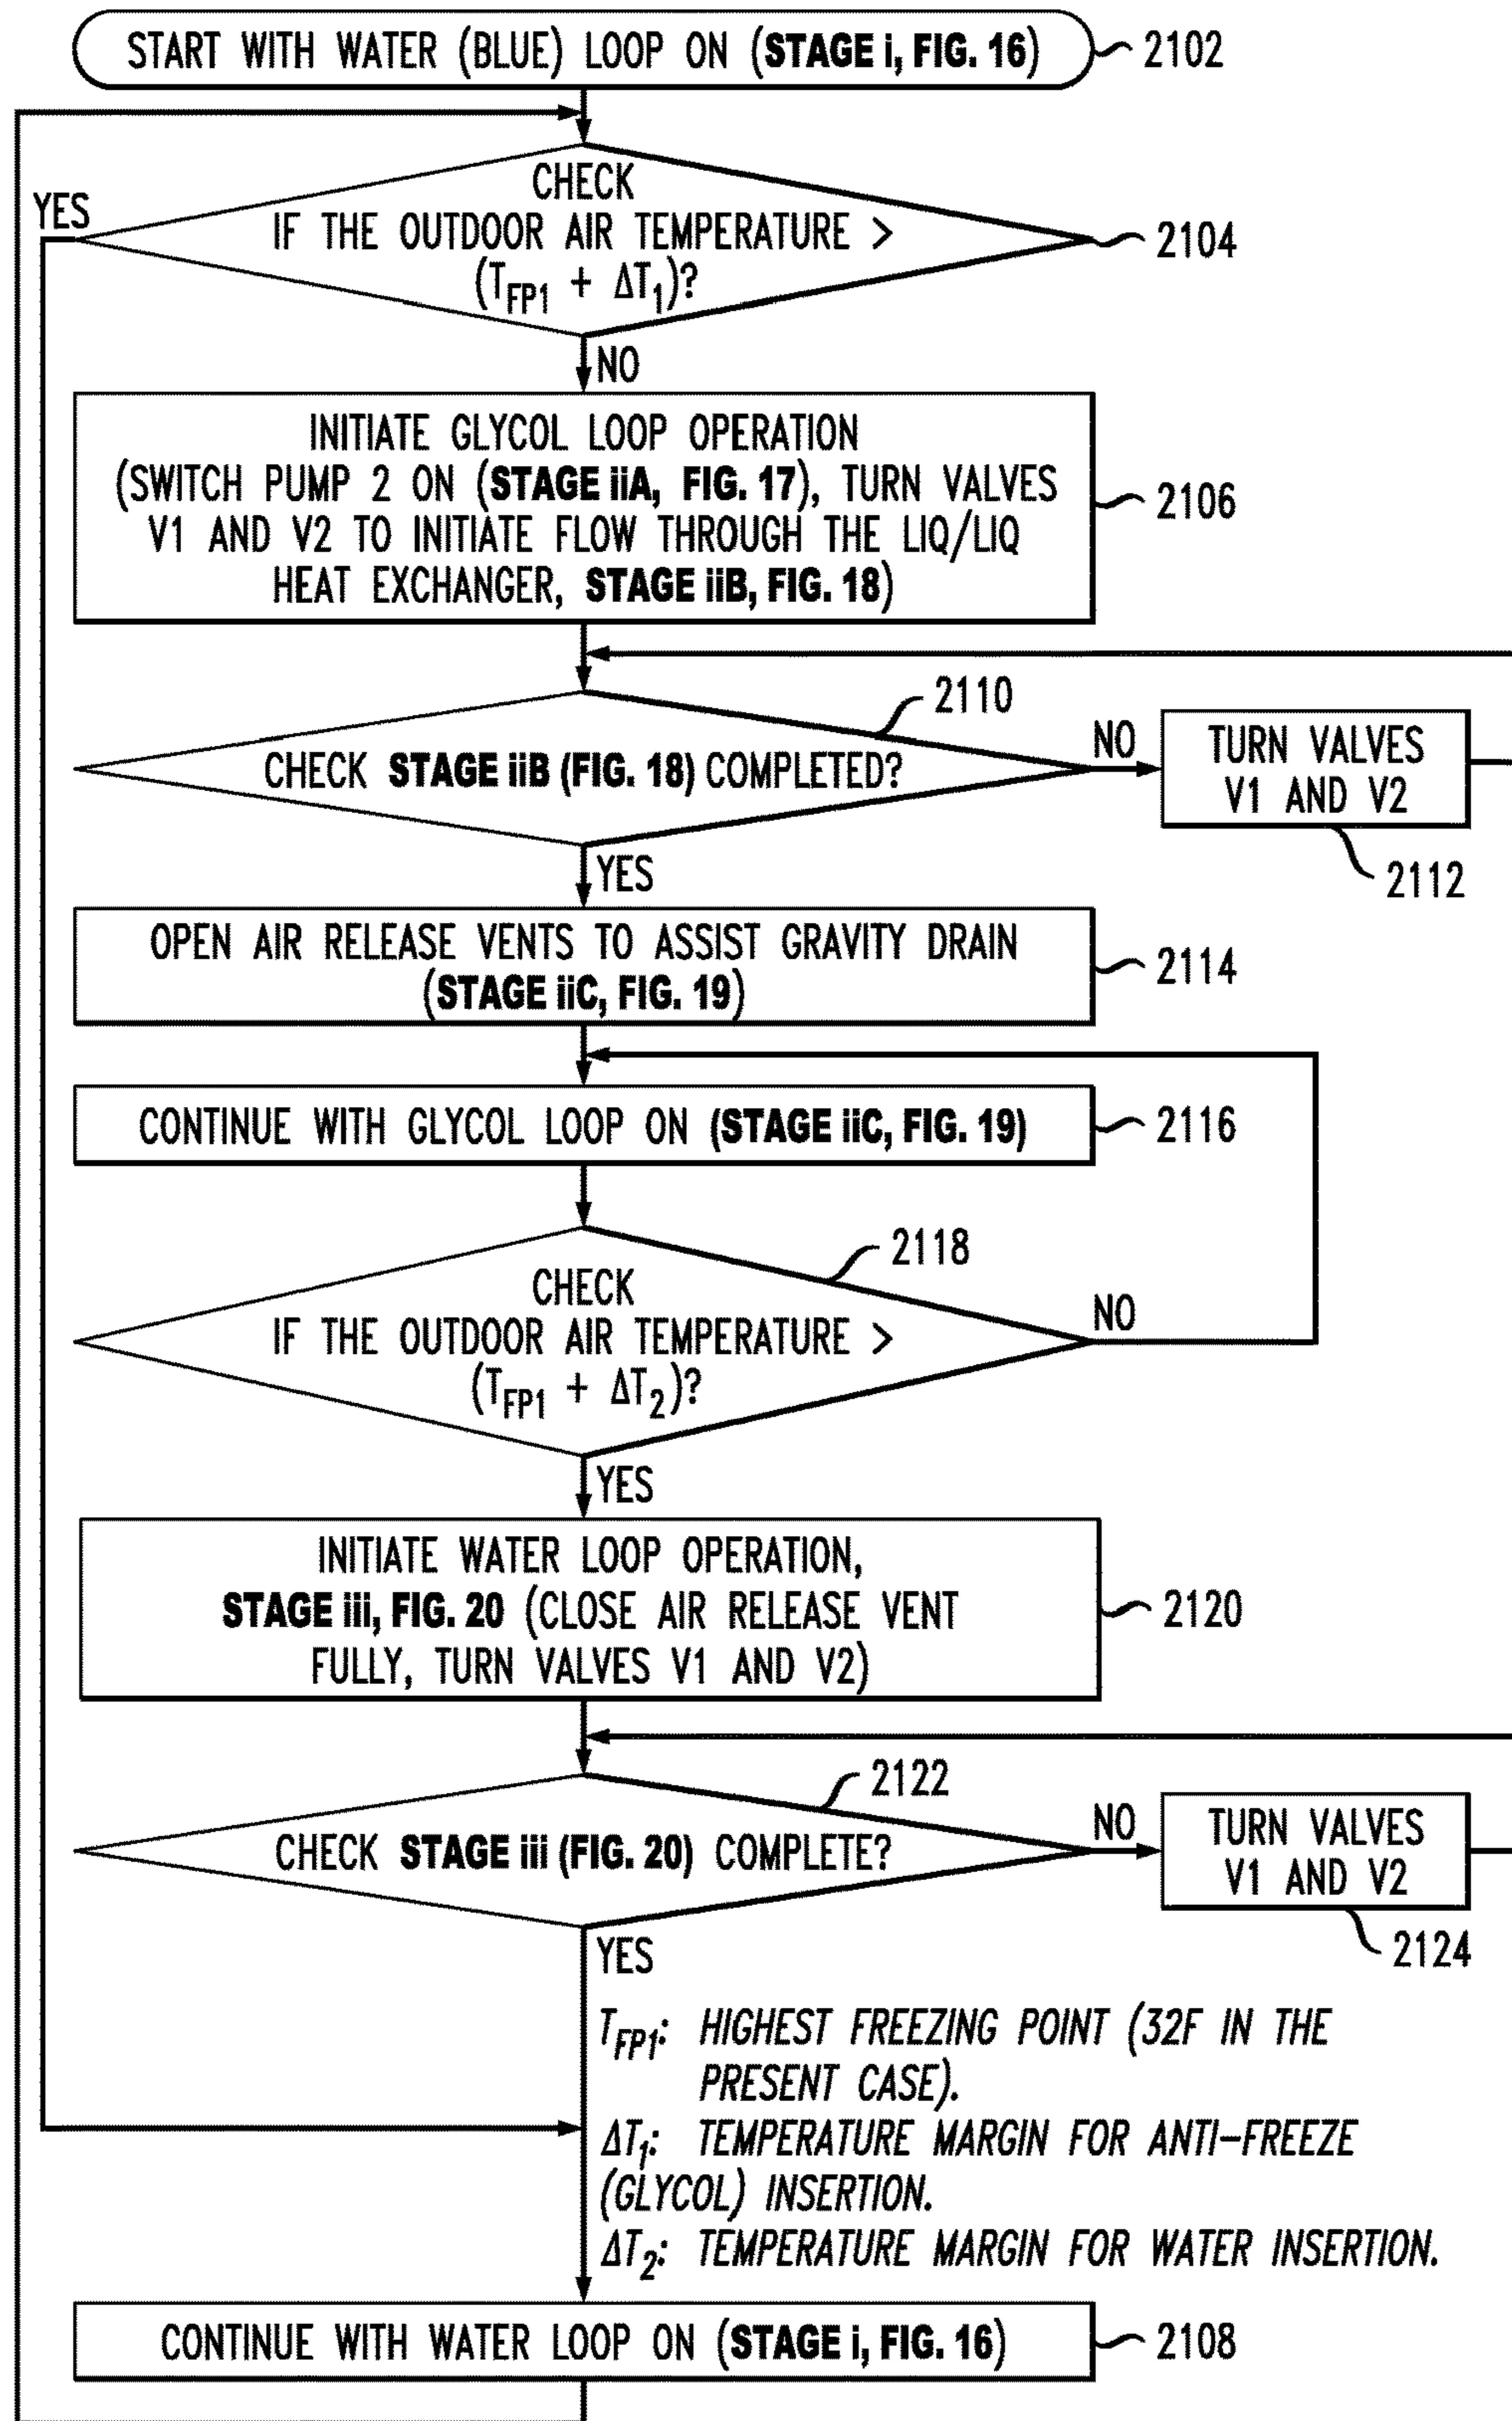 START WITH WATER (BLUE) LOOP ON (STAGE i, FIG. 16)
2102
YES
CHECK
IF THE OUTDOOR AIR TEMPERATURE >
(T_FP1 + ΔT_1)?
2104
NO
INITIATE GLYCOL LOOP OPERATION
(SWITCH PUMP 2 ON (STAGE iiA, FIG. 17), TURN VALVES
V1 AND V2 TO INITIATE FLOW THROUGH THE LIQ/LIQ
HEAT EXCHANGER, STAGE iiB, FIG. 18)
2106
2110
CHECK STAGE iiB (FIG. 18) COMPLETED?
NO
TURN VALVES
V1 AND V2
2112
YES
OPEN AIR RELEASE VENTS TO ASSIST GRAVITY DRAIN
(STAGE iiC, FIG. 19)
2114
CONTINUE WITH GLYCOL LOOP ON (STAGE iiC, FIG. 19)
2116
2118
CHECK
IF THE OUTDOOR AIR TEMPERATURE >
(T_FP1 + ΔT_2)?
NO
YES
INITIATE WATER LOOP OPERATION,
STAGE iii, FIG. 20 (CLOSE AIR RELEASE VENT
FULLY, TURN VALVES V1 AND V2)
2120
2122
CHECK STAGE iii (FIG. 20) COMPLETE?
NO
TURN VALVES
V1 AND V2
2124
YES
T_FP1: HIGHEST FREEZING POINT (32F IN THE
PRESENT CASE).
ΔT_1: TEMPERATURE MARGIN FOR ANTI-FREEZE
(GLYCOL) INSERTION.
ΔT_2: TEMPERATURE MARGIN FOR WATER INSERTION.
CONTINUE WITH WATER LOOP ON (STAGE i, FIG. 16)
2108